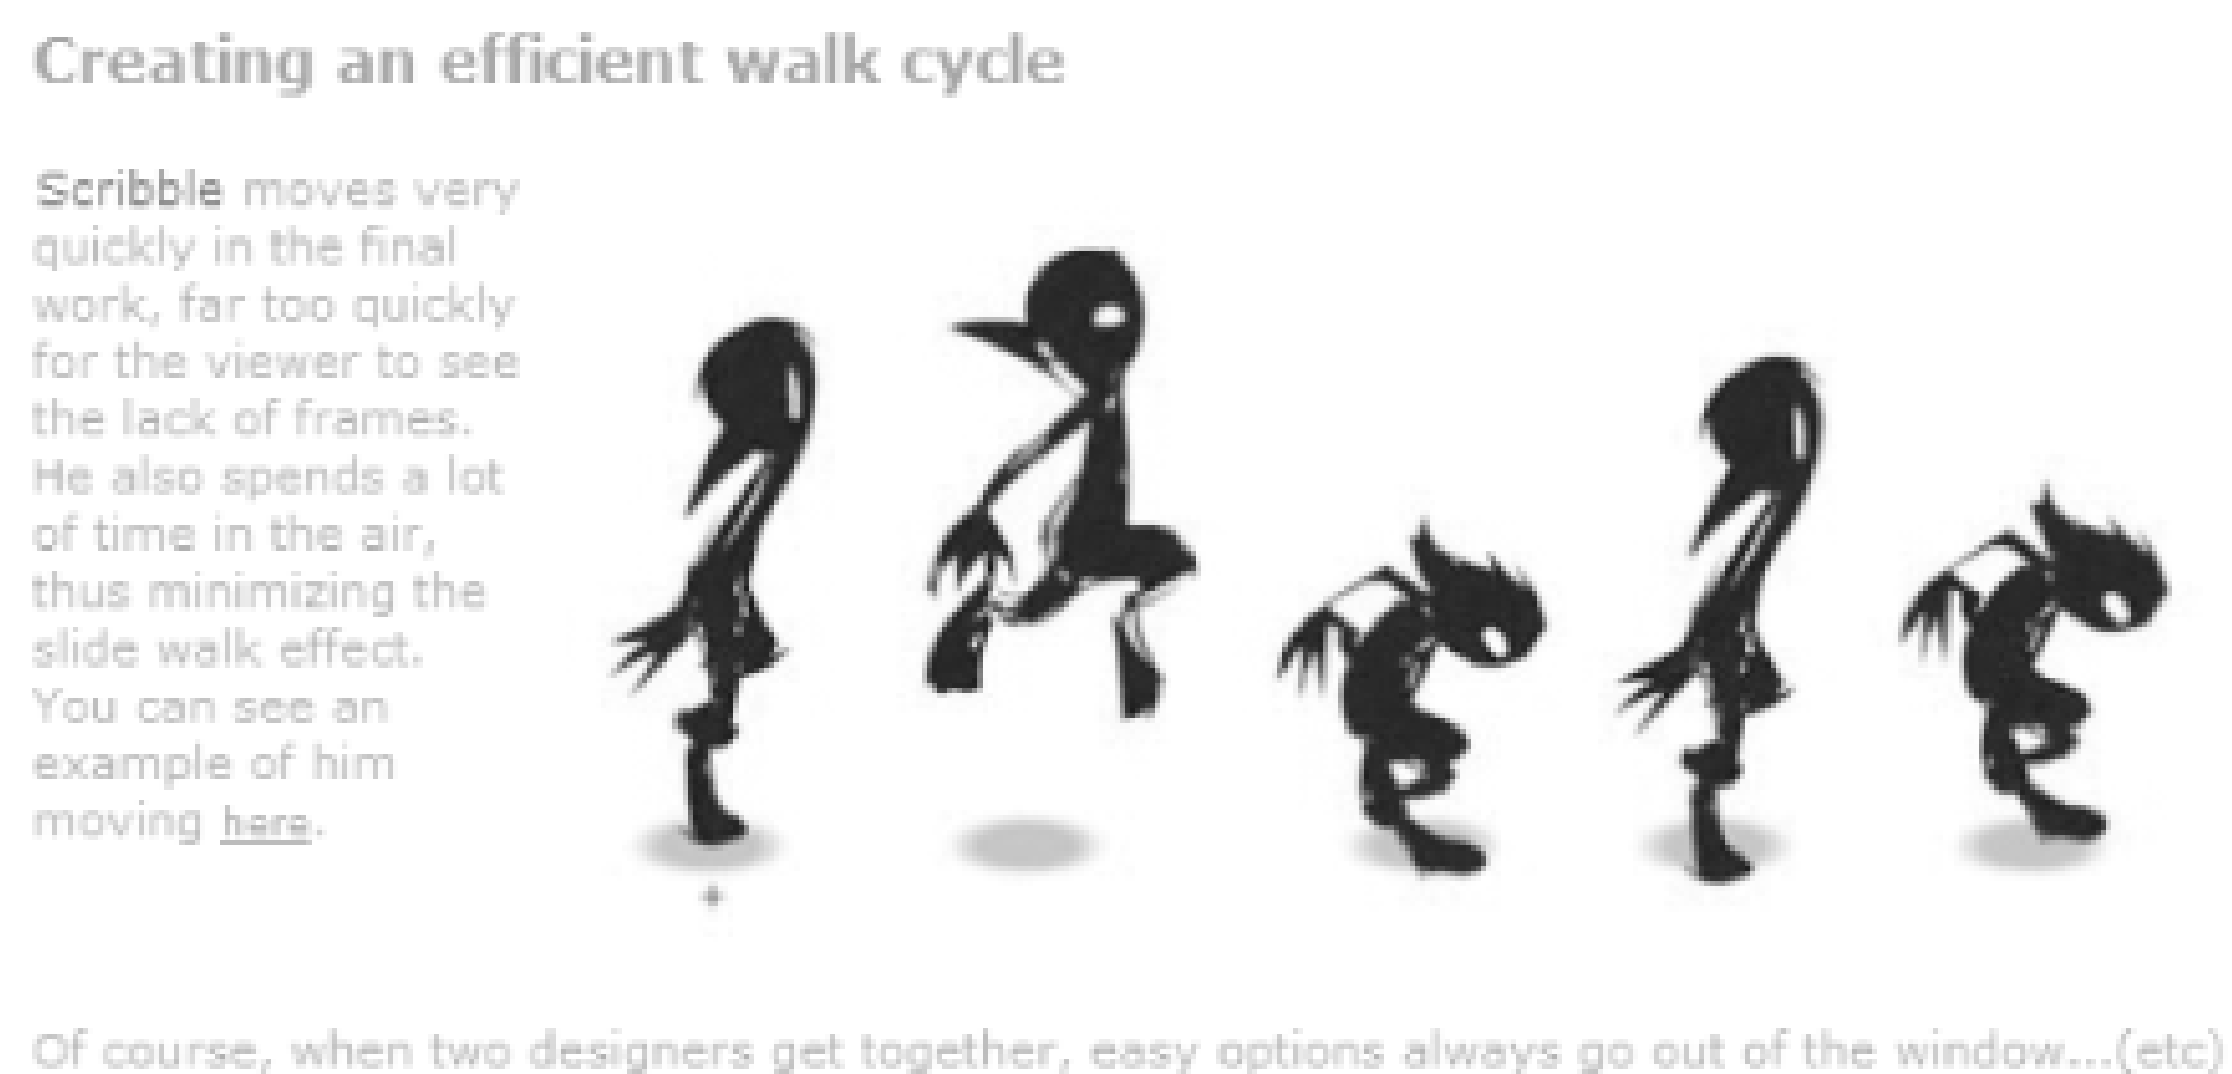 Creating an efficient walk cycle
Scribble moves very
quickly in the final
work, far too quickly
for the viewer to see
the lack of frames.
He also spends a lot
of time in the air,
thus minimizing the
slide walk effect.
You can see an
example of him
moving here.
Of course, when two designers get together, easy options always go out of the window...(etc)